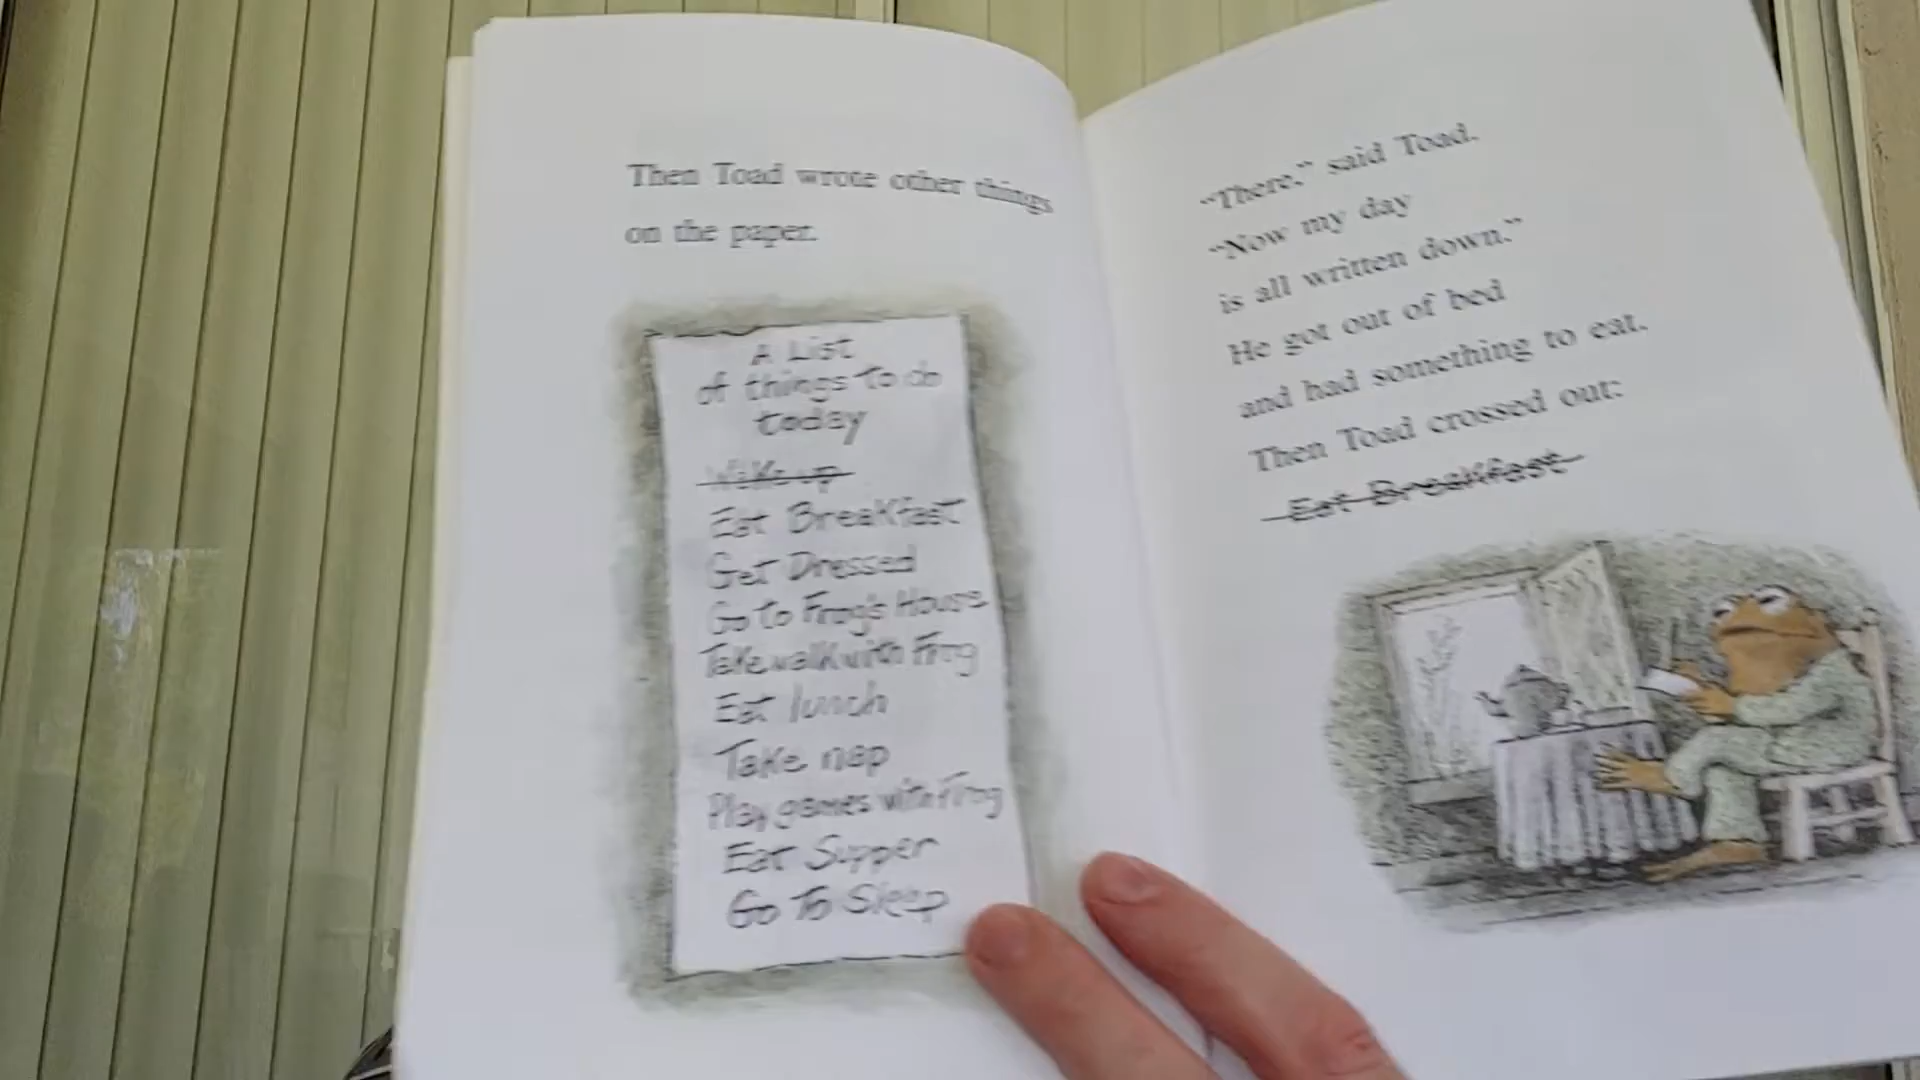 Then Toad wrote other things
on the paper.
A List
of things to do
today
Wake up
Eat Breakfast
Get Dressed
Go to Frog's House
Take walk with Frog
Eat lunch
Take nap
Play games with Frog
Eat Supper
Go To Sleep
“There,” said Toad.
“Now my day
is all written down.”
He got out of bed
and had something to eat.
Then Toad crossed out:
Eat Breakfast